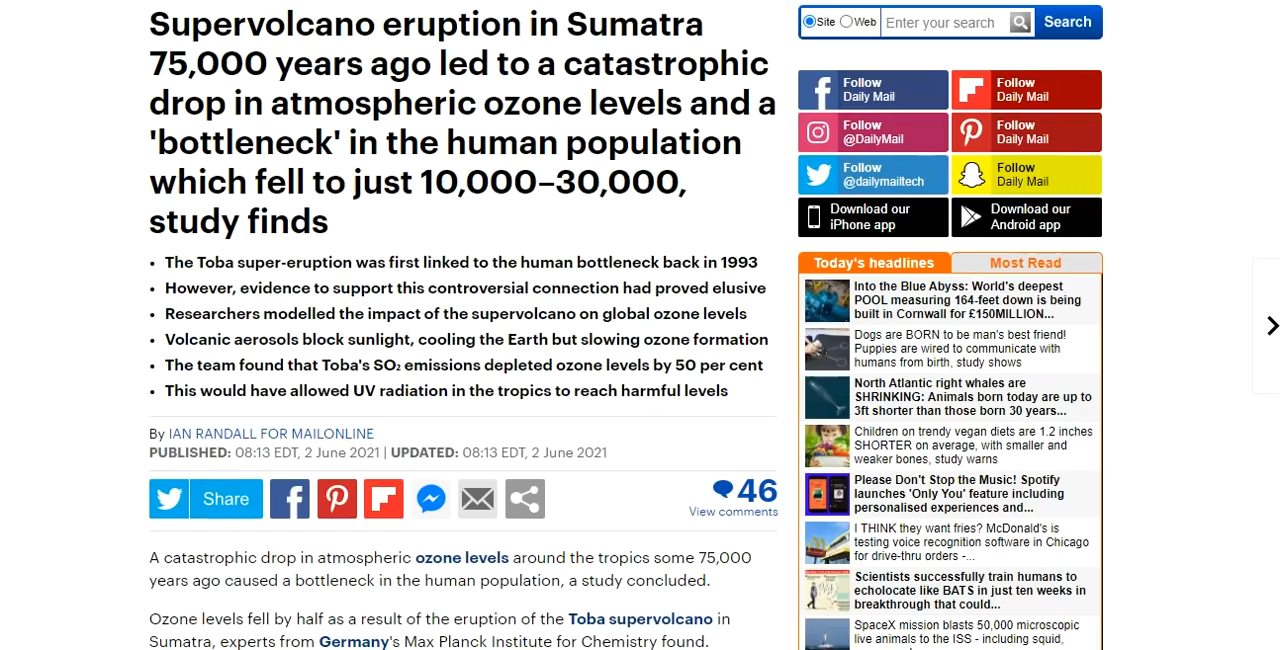 Supervolcano eruption in Sumatra
75,000 years ago led to a catastrophic
drop in atmospheric ozone levels and a
'bottleneck' in the human population
which fell to just 10,000–30,000,
study finds
• The Toba super-eruption was first linked to the human bottleneck back in 1993
• However, evidence to support this controversial connection had proved elusive
• Researchers modelled the impact of the supervolcano on global ozone levels
• Volcanic aerosols block sunlight, cooling the Earth but slowing ozone formation
• The team found that Toba's SO₂ emissions depleted ozone levels by 50 per cent
• This would have allowed UV radiation in the tropics to reach harmful levels
By IAN RANDALL FOR MAILONLINE
PUBLISHED: 08:13 EDT, 2 June 2021 | UPDATED: 08:13 EDT, 2 June 2021
Share
46
View comments
A catastrophic drop in atmospheric ozone levels around the tropics some 75,000
years ago caused a bottleneck in the human population, a study concluded.
Ozone levels fell by half as a result of the eruption of the Toba supervolcano in
Sumatra, experts from Germany's Max Planck Institute for Chemistry found.
Site Web Enter your search Search
Follow
Daily Mail
Follow
Daily Mail
Follow
@DailyMail
Follow
Daily Mail
Follow
@dailymailtech
Follow
Daily Mail
Download our
iPhone app
Download our
Android app
Today's headlines Most Read
Into the Blue Abyss: World's deepest
POOL measuring 164-feet down is being
built in Cornwall for £150MILLION...
Dogs are BORN to be man's best friend!
Puppies are wired to communicate with
humans from birth, study shows
North Atlantic right whales are
SHRINKING: Animals born today are up to
3ft shorter than those born 30 years...
Children on trendy vegan diets are 1.2 inches
SHORTER on average, with smaller and
weaker bones, study warns
Please Don't Stop the Music! Spotify
launches 'Only You' feature including
personalised experiences and...
I THINK they want fries? McDonald's is
testing voice recognition software in Chicago
for drive-thru orders -...
Scientists successfully train humans to
echolocate like BATS in just ten weeks in
breakthrough that could...
SpaceX mission blasts 50,000 microscopic
live animals to the ISS - including squid,